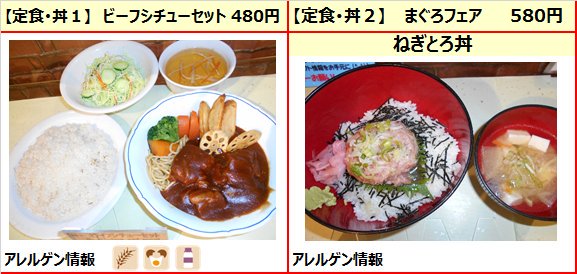 【定食・丼１】 ビーフシチューセット 480円
【定食・丼２】 まぐろフェア 580円
ねぎとろ丼
アレルゲン情報
アレルゲン情報